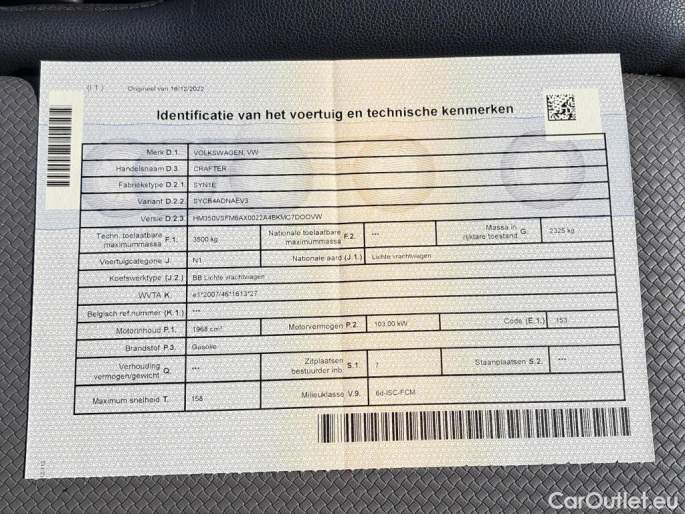 (I.1) Origineel van 16/12/2022
Identificatie van het voertuig en technische kenmerken
Merk D.1. VOLKSWAGEN, VW
Handelsnaam D.3. CRAFTER
Fabriekstype D.2.1. SYN1E
Variant D.2.2. SYCB4ADNAEV3
Versie D.2.3.
Techn. toelaatbare maximummassa F.1. 3500 kg Nationale toelaatbare maximummassa F.2. *** Massa in rijklare toestand G. 2325 kg
Voertuigcategorie J. N1 Nationale aard (J.1.) Lichte vrachtwagen
Koetswerktype (J.2.) BB Lichte vrachtwagen
WVTA K. e1*2007/46*1613*27
Belgisch ref.nummer (K.1.) ***
Motorinhoud P.1. 1968 cm³ Motorvermogen P.2. 103.00 kW Code (E.1.) 153
Brandstof P.3. Gasolie
Verhouding vermogen/gewicht Q. *** Zitplaatsen bestuurder inb. S.1. 7 Staanplaatsen S.2. ***
Maximum snelheid T. 158 Milieuklasse V.9. 6d-ISC-FCM
CarOutlet.eu